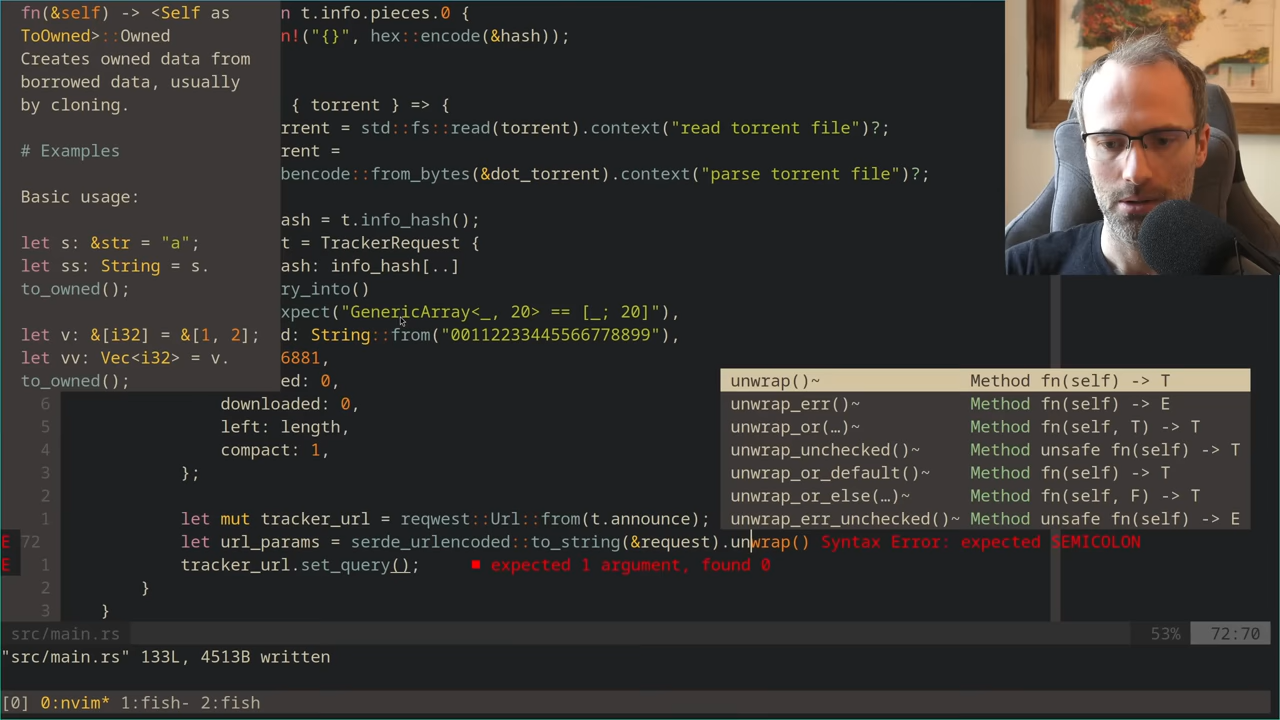 fn(&self) -> <Self as
ToOwned>::Owned
Creates owned data from
borrowed data, usually
by cloning.
# Examples
Basic usage:
let s: &str = "a";
let ss: String = s.
to_owned();
let v: &[i32] = &[1, 2];
let vv: Vec<i32> = v.
to_owned();
n t.info.pieces.0 {
n!("{}", hex::encode(&hash));
{ torrent } => {
rrent = std::fs::read(torrent).context("read torrent file")?;
rent =
bencode::from_bytes(&dot_torrent).context("parse torrent file")?;
ash = t.info_hash();
t = TrackerRequest {
ash: info_hash[..]
ry_into()
xpect("GenericArray<_, 20> == [_; 20]"),
d: String::from("00112233445566778899"),
6881,
ed: 0,
6 downloaded: 0,
5 left: length,
4 compact: 1,
3 };
2
1 let mut tracker_url = reqwest::Url::from(t.announce);
E 72 let url_params = serde_urlencoded::to_string(&request).unwrap() Syntax Error: expected SEMICOLON
E 1 tracker_url.set_query(); ■ expected 1 argument, found 0
2 }
3 }
unwrap()~ Method fn(self) -> T
unwrap_err()~ Method fn(self) -> E
unwrap_or(…)~ Method fn(self, T) -> T
unwrap_unchecked()~ Method unsafe fn(self) -> T
unwrap_or_default()~ Method fn(self) -> T
unwrap_or_else(…)~ Method fn(self, F) -> T
unwrap_err_unchecked()~ Method unsafe fn(self) -> E
src/main.rs 53% 72:70
"src/main.rs" 133L, 4513B written
[0] 0:nvim* 1:fish- 2:fish